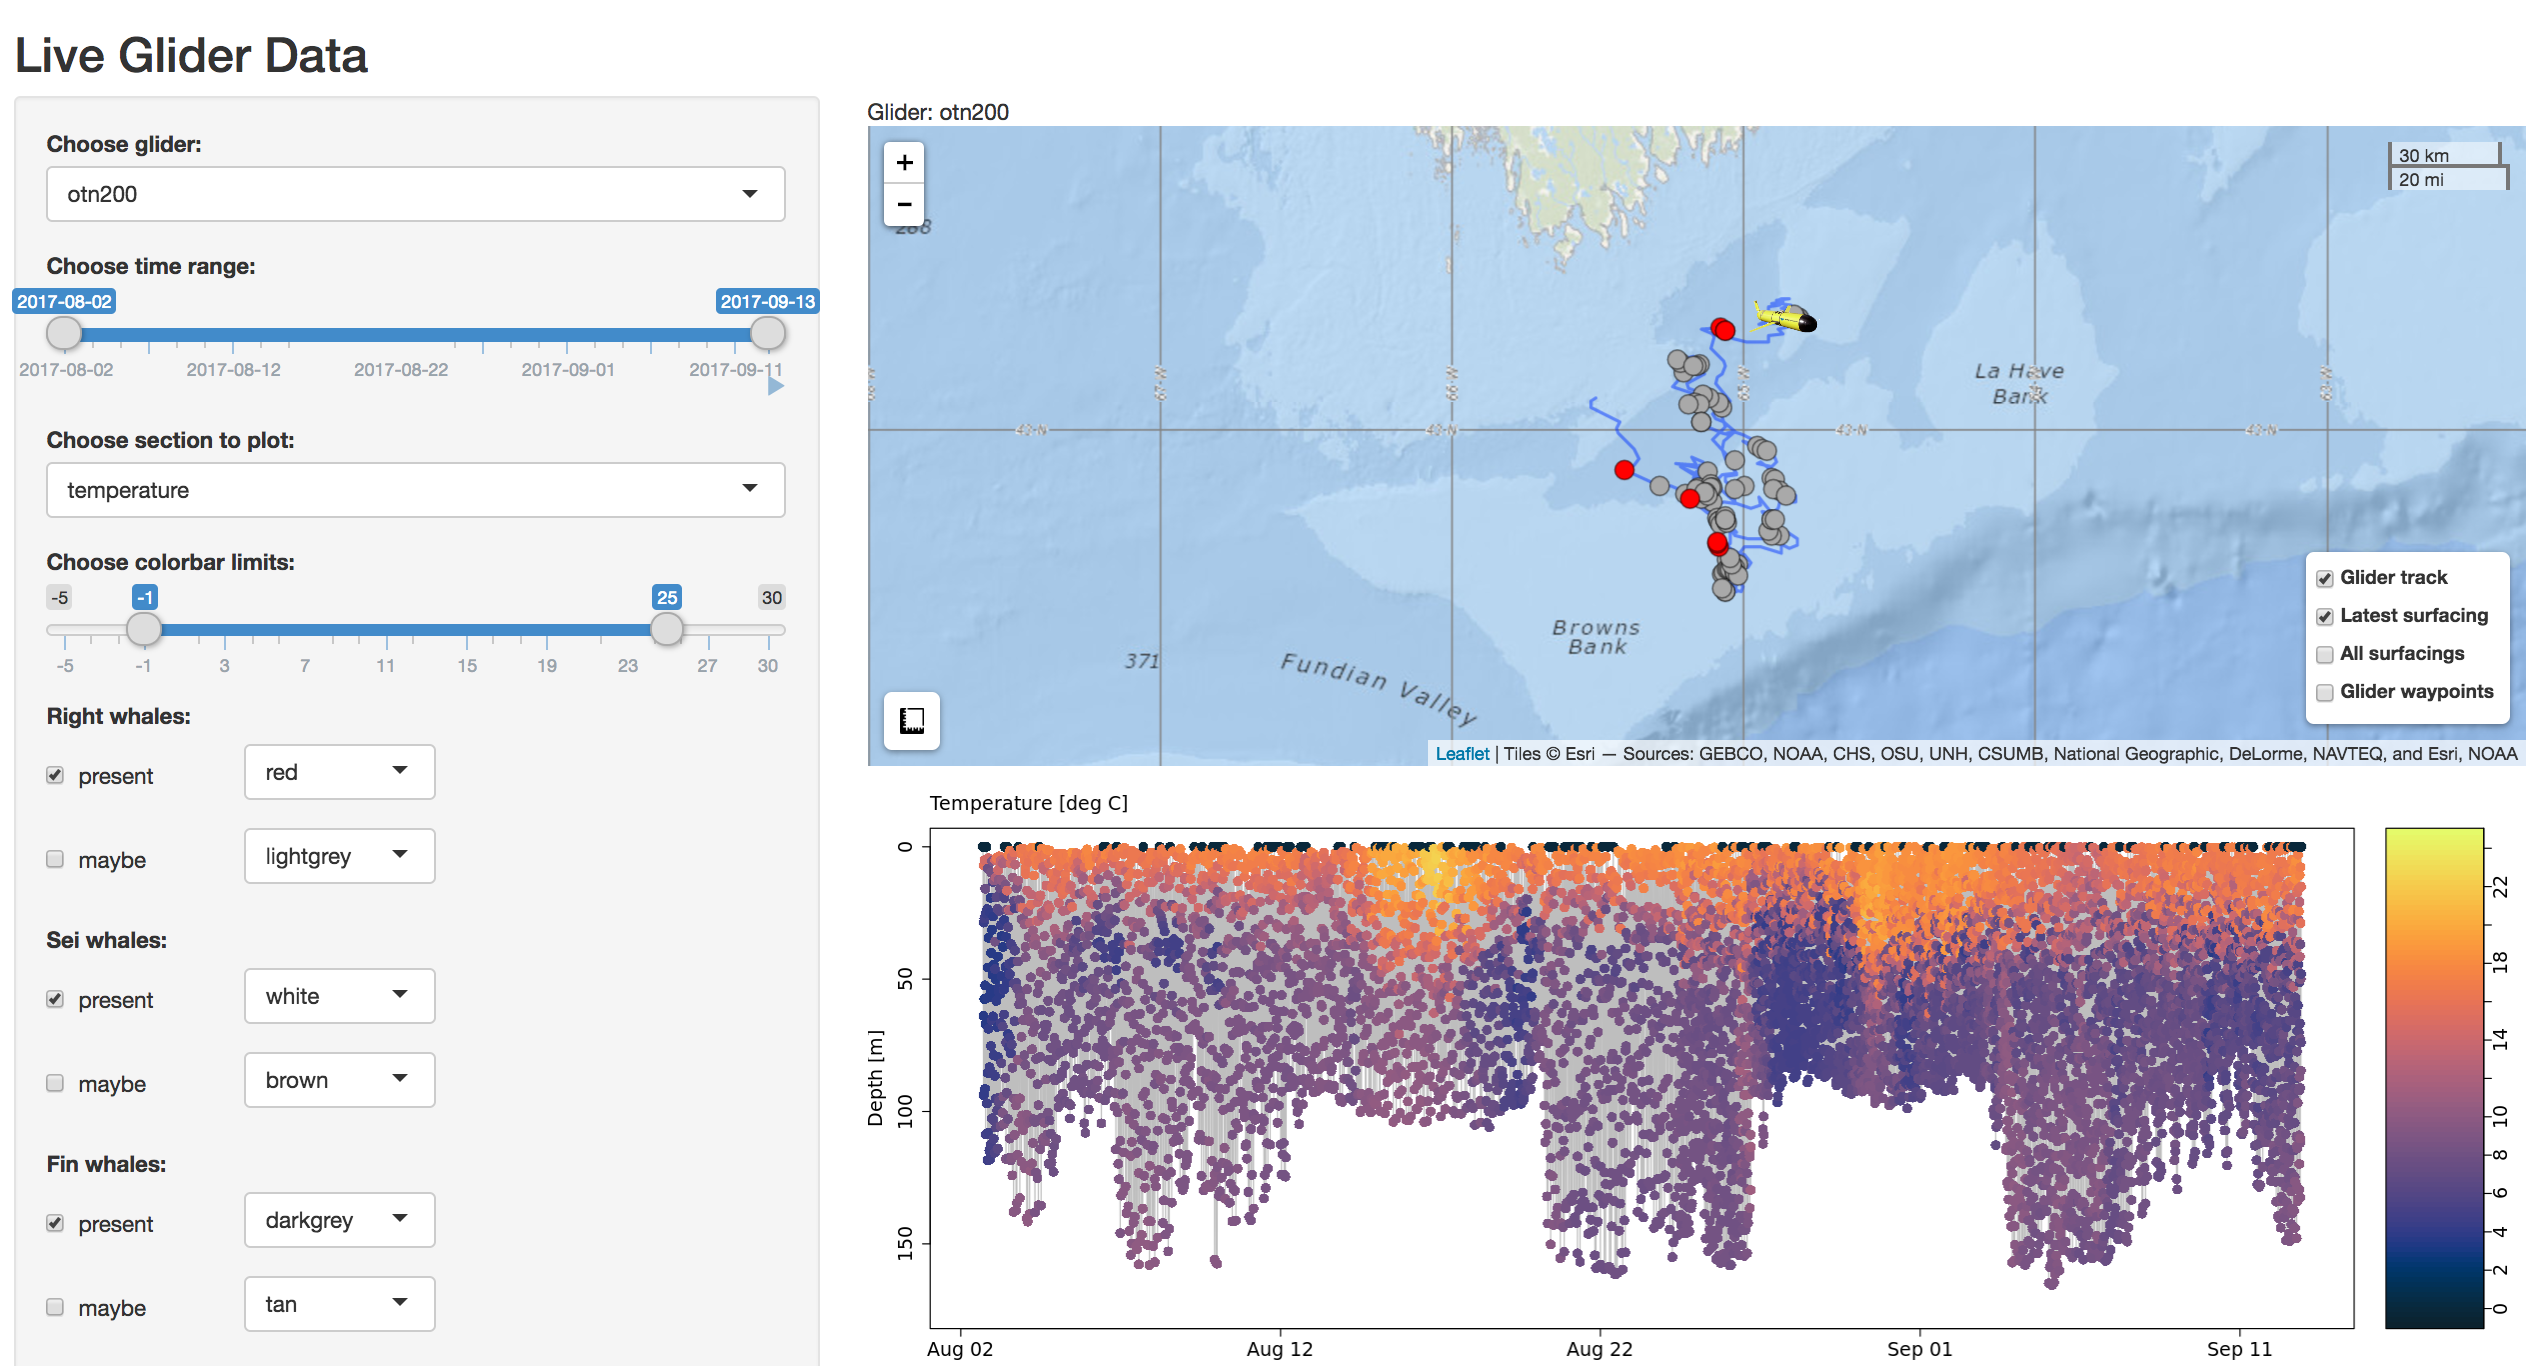 Live Glider Data
Choose glider:
otn200
Choose time range:
2017-08-02 2017-09-13
2017-08-02 2017-08-12 2017-08-22 2017-09-01 2017-09-11
Choose section to plot:
temperature
Choose colorbar limits:
-5 -1 25 30
-5 -1 3 7 11 15 19 23 27 30
Right whales:
present red
maybe lightgrey
Sei whales:
present white
maybe brown
Fin whales:
present darkgrey
maybe tan
Glider: otn200
+
−
30 km
20 mi
La Have
Bank
Browns
Bank
371
Fundian Valley
Glider track
Latest surfacing
All surfacings
Glider waypoints
Leaflet | Tiles © Esri — Sources: GEBCO, NOAA, CHS, OSU, UNH, CSUMB, National Geographic, DeLorme, NAVTEQ, and Esri, NOAA
Temperature [deg C]
Depth [m]
0
50
100
150
Aug 02 Aug 12 Aug 22 Sep 01 Sep 11
22
18
14
10
8
6
4
2
0